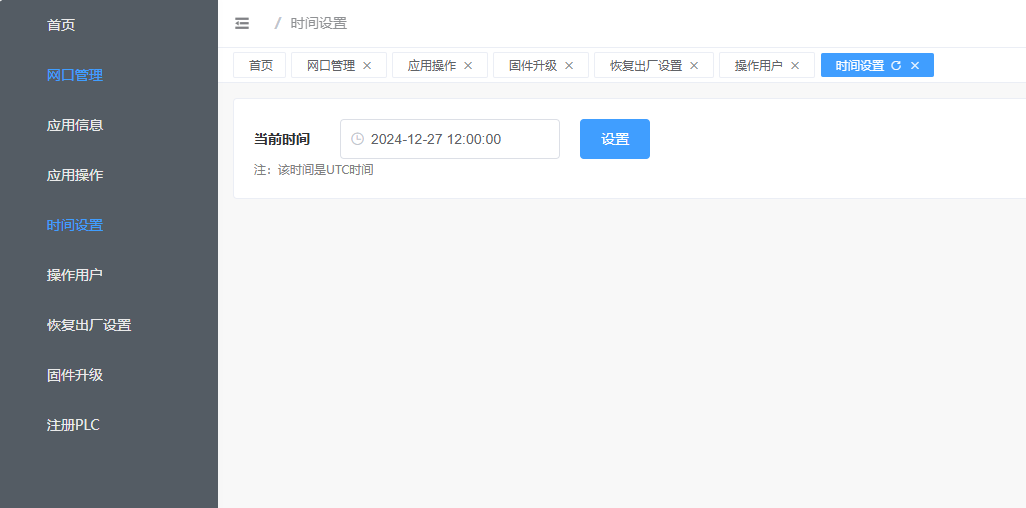 首页
网口管理
应用信息
应用操作
时间设置
操作用户
恢复出厂设置
固件升级
注册PLC
/ 时间设置
首页 网口管理 应用操作 固件升级 恢复出厂设置 操作用户 时间设置
当前时间 2024-12-27 12:00:00 设置
注：该时间是UTC时间